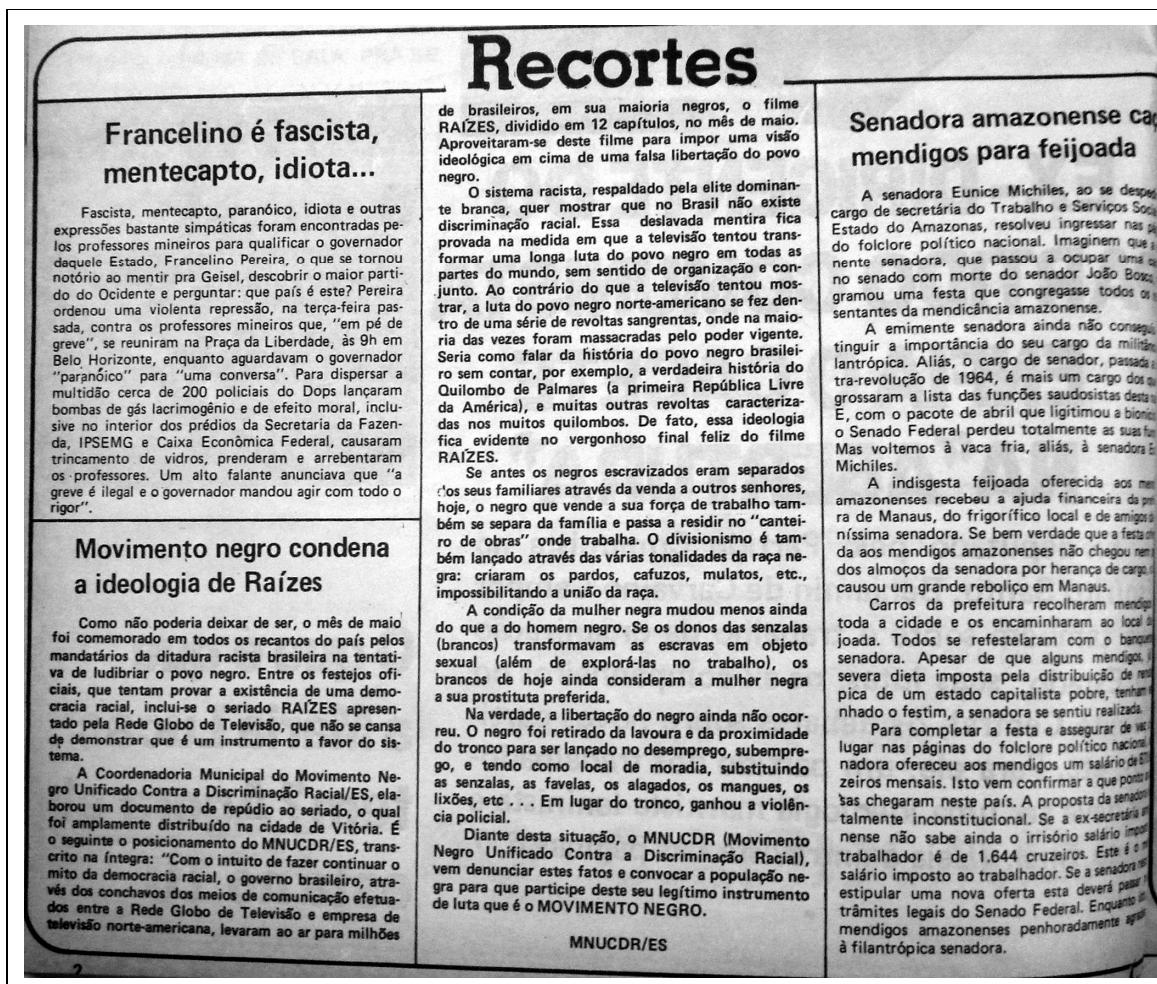 Recortes
Francelino é fascista,
mentecapto, idiota...
Fascista, mentecapto, paranóico, idiota e outras
expressões bastante simpáticas foram encontradas pe-
los professores mineiros para qualificar o governador
daquele Estado, Francelino Pereira, o que se tornou
notório ao mentir pra Geisel, descobrir o maior parti-
do do Ocidente e perguntar: que país é este? Pereira
ordenou uma violenta repressão, na terça-feira pas-
sada, contra os professores mineiros que, "em pé de
greve", se reuniram na Praça da Liberdade, às 9h em
Belo Horizonte, enquanto aguardavam o governador
"paranóico" para "uma conversa". Para dispersar a
multidão cerca de 200 policiais do Dops lançaram
bombas de gás lacrimogênio e de efeito moral, inclu-
sive no interior dos prédios da Secretaria da Fazen-
da, IPSEMG e Caixa Econômica Federal, causaram
trincamento de vidros, prenderam e arrebentaram
os professores. Um alto falante anunciava que "a
greve é ilegal e o governador mandou agir com todo o
rigor".
Movimento negro condena
a ideologia de Raízes
Como não poderia deixar de ser, o mês de maio
foi comemorado em todos os recantos do país pelos
mandatários da ditadura racista brasileira na tentati-
va de ludibriar o povo negro. Entre os festejos ofi-
ciais, que tentam provar a existência de uma demo-
cracia racial, inclui-se o seriado RAIZES apresen-
tado pela Rede Globo de Televisão, que não se cansa
de demonstrar que é um instrumento a favor do sis-
tema.
A Coordenadoria Municipal do Movimento Ne-
gro Unificado Contra a Discriminação Racial/ES, ela-
borou um documento de repúdio ao seriado, o qual
foi amplamente distribuído na cidade de Vitória. É
o seguinte o posicionamento do MNUCDR/ES, trans-
crito na íntegra: "Com o intuito de fazer continuar o
mito da democracia racial, o governo brasileiro, atra-
vés dos conchavos dos meios de comunicação efetua-
dos entre a Rede Globo de Televisão e empresa de
televisão norte-americana, levaram ao ar para milhões
2
de brasileiros, em sua maioria negros, o filme
RAÍZES, dividido em 12 capítulos, no mês de maio.
Aproveitaram-se deste filme para impor uma visão
ideológica em cima de uma falsa libertação do povo
negro.
O sistema racista, respaldado pela elite dominan-
te branca, quer mostrar que no Brasil não existe
discriminação racial. Essa deslavada mentira fica
provada na medida em que a televisão tentou trans-
formar uma longa luta do povo negro em todas as
partes do mundo, sem sentido de organização e con-
junto. Ao contrário do que a televisão tentou mos-
trar, a luta do povo negro norte-americano se fez den-
tro de uma série de revoltas sangrentas, onde na maio-
ria das vezes foram massacradas pelo poder vigente.
Seria como falar da história do povo negro brasilei-
ro sem contar, por exemplo, a verdadeira história do
Quilombo de Palmares (a primeira República Livre
da América), e muitas outras revoltas caracteriza-
das nos muitos quilombos. De fato, essa ideologia
fica evidente no vergonhoso final feliz do filme
RAÍZES.
Se antes os negros escravizados eram separados
dos seus familiares através da venda a outros senhores,
hoje, o negro que vende a sua força de trabalho tam-
bém se separa da família e passa a residir no "cantei-
ro de obras" onde trabalha. O divisionismo é tam-
bém lançado através das várias tonalidades da raça ne-
gra: criaram os pardos, cafuzos, mulatos, etc.,
impossibilitando a união da raça.
A condição da mulher negra mudou menos ainda
do que a do homem negro. Se os donos das senzalas
(brancos) transformavam as escravas em objeto
sexual (além de explorá-las no trabalho), os
brancos de hoje ainda consideram a mulher negra
a sua prostituta preferida.
Na verdade, a libertação do negro ainda não ocor-
reu. O negro foi retirado da lavoura e da proximidade
do tronco para ser lançado no desemprego, subempre-
go, e tendo como local de moradia, substituindo
as senzalas, as favelas, os alagados, os mangues, os
lixões, etc . . . Em lugar do tronco, ganhou a violên-
cia policial.
Diante desta situação, o MNUCDR (Movimento
Negro Unificado Contra a Discriminação Racial),
vem denunciar estes fatos e convocar a população ne-
gra para que participe deste seu legítimo instrumento
de luta que é o MOVIMENTO NEGRO.
MNUCDR/ES
Senadora amazonense
mendigos para feijoada
A senadora Eunice Michiles, ao se
cargo de secretária do Trabalho e Serviços
Estado do Amazonas, resolveu ingressar nas
do folclore político nacional. Imaginem que
nente senadora, que passou a ocupar uma
no senado com morte do senador João
gramou uma festa que congregasse todos os
sentantes da mendicância amazonense.
A emimente senadora ainda não
tinguir a importância do seu cargo da
lantrópica. Aliás, o cargo de senador, passada
tra-revolução de 1964, é mais um cargo dos
grossaram a lista das funções saudosistas
E, com o pacote de abril que ligitimou a
o Senado Federal perdeu totalmente as suas
Mas voltemos à vaca fria, aliás, à senadora
Michiles.
A indisgesta feijoada oferecida aos
amazonenses recebeu a ajuda financeira da
ra de Manaus, do frigorífico local e de amigos
níssima senadora. Se bem verdade que a festa
da aos mendigos amazonenses não chegou
dos almoços da senadora por herança de cargo
causou um grande reboliço em Manaus.
Carros da prefeitura recolheram
toda a cidade e os encaminharam ao local
joada. Todos se refestelaram com o
senadora. Apesar de que alguns mendigos,
severa dieta imposta pela distribuição de
pica de um estado capitalista pobre, tenham
nhado o festim, a senadora se sentiu realizada.
Para completar a festa e assegurar de
lugar nas páginas do folclore político nacional
nadora ofereceu aos mendigos um salário de
zeiros mensais. Isto vem confirmar a que ponto
sas chegaram neste país. A proposta da
talmente inconstitucional. Se a ex-secretária
nense não sabe ainda o irrisório salário
trabalhador é de 1.644 cruzeiros. Este é o
salário imposto ao trabalhador. Se a senadora
estipular uma nova oferta esta deverá passar
trâmites legais do Senado Federal. Enquanto
mendigos amazonenses penhoradamente
à filantrópica senadora.